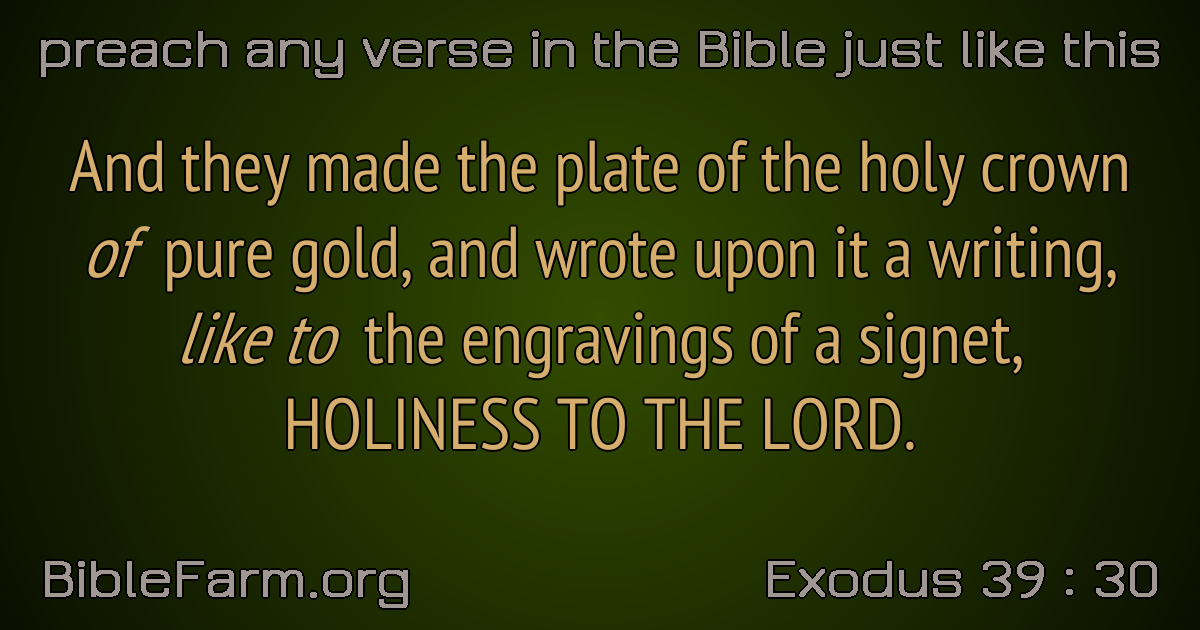 preach any verse in the Bible just like this
And they made the plate of the holy crown
of pure gold, and wrote upon it a writing,
like to the engravings of a signet,
HOLINESS TO THE LORD.
BibleFarm.org
Exodus 39 : 30